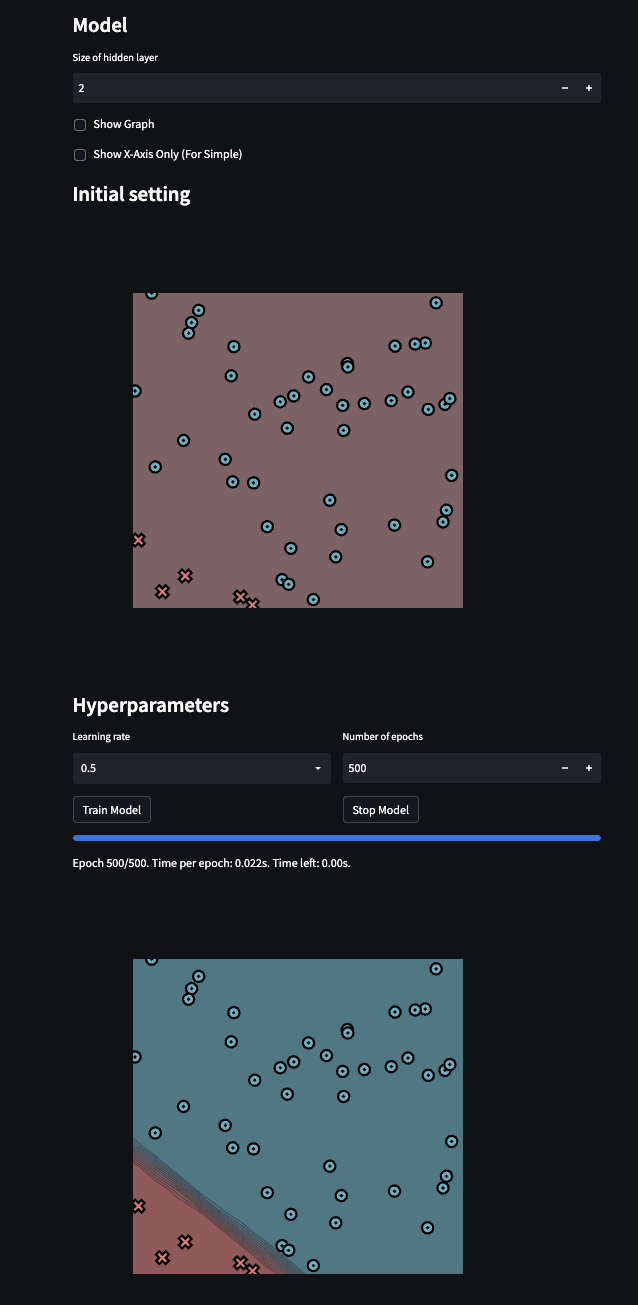 Model
Size of hidden layer
2
Show Graph
Show X-Axis Only (For Simple)
Initial setting
Hyperparameters
Learning rate
Number of epochs
0.5
500
Train Model
Stop Model
Epoch 500/500. Time per epoch: 0.022s. Time left: 0.00s.